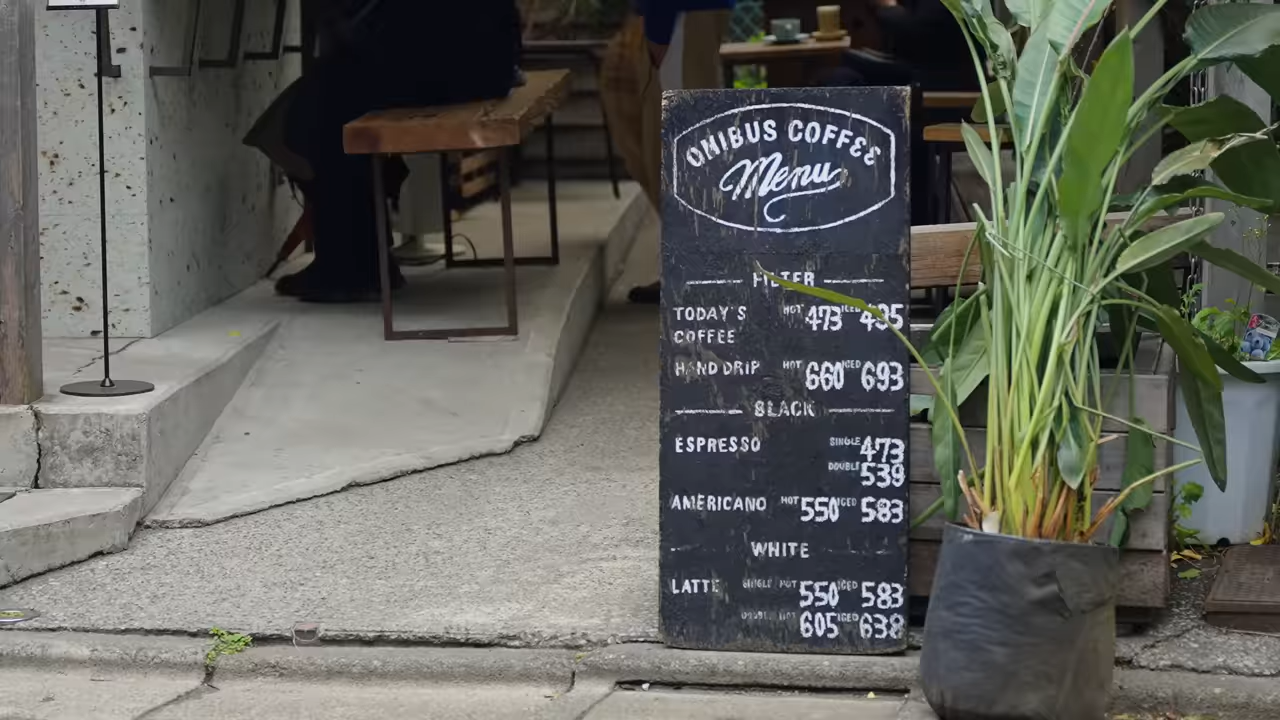 ONIBUS COFFEE
Menu
FILTER
TODAY'S HOT 473 ICED 495
COFFEE
HAND DRIP HOT 660 ICED 693
BLACK
ESPRESSO SINGLE 473
DOUBLE 539
AMERICANO HOT 550 ICED 583
WHITE
LATTE SINGLE HOT 550 ICED 583
DOUBLE HOT 605 ICED 638